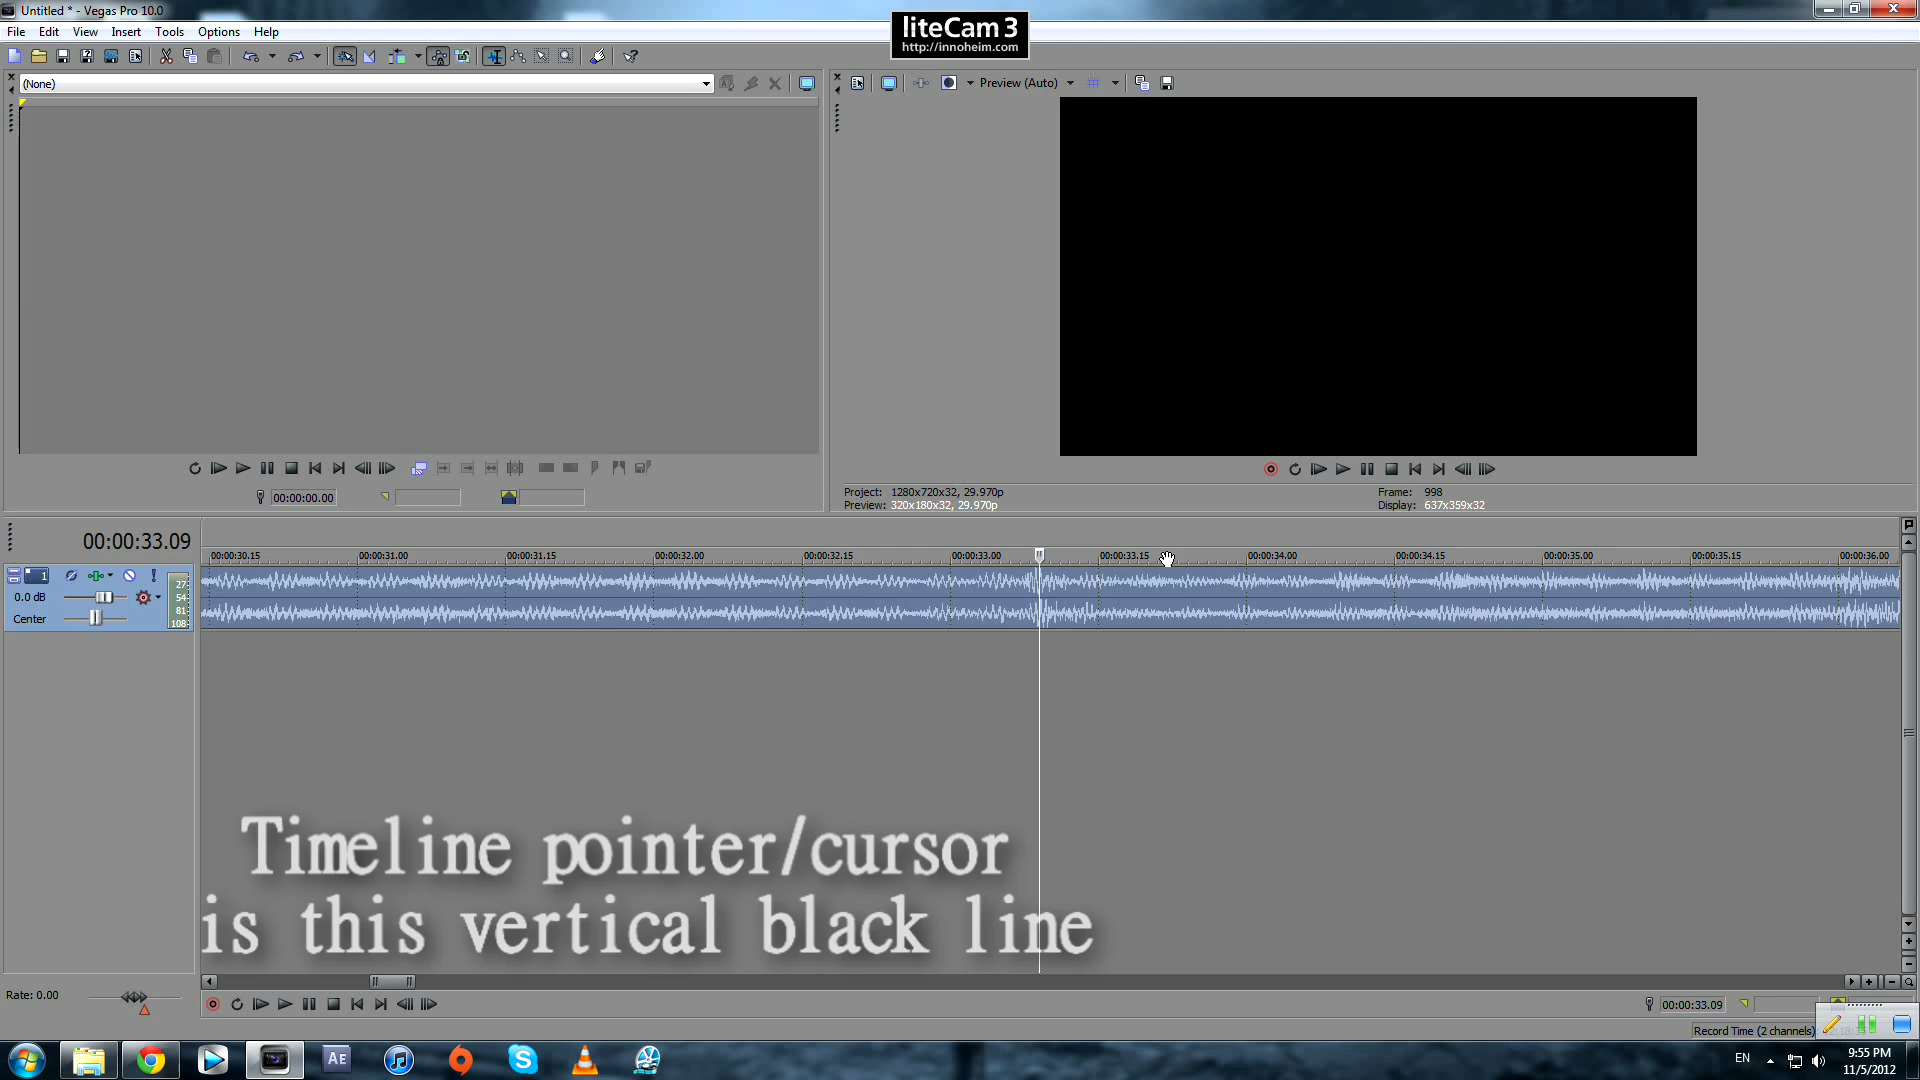 Untitled * - Vegas Pro 10.0
liteCam 3
http://innoheim.com
File Edit View Insert Tools Options Help
(None)
Preview (Auto)
00:00:00.00
Project: 1280x720x32, 29.970p
Preview: 320x180x32, 29.970p
Frame: 998
Display: 637x359x32
00:00:33.09
00:00:30.15 00:00:31.00 00:00:31.15 00:00:32.00 00:00:32.15 00:00:33.00 00:00:33.15 00:00:34.00 00:00:34.15 00:00:35.00 00:00:35.15 00:00:36.00
1
0.0 dB
Center
27
54
81
108
Timeline pointer/cursor
is this vertical black line
Rate: 0.00
00:00:33.09
Record Time (2 channels)
AE
EN
9:55 PM
11/5/2012